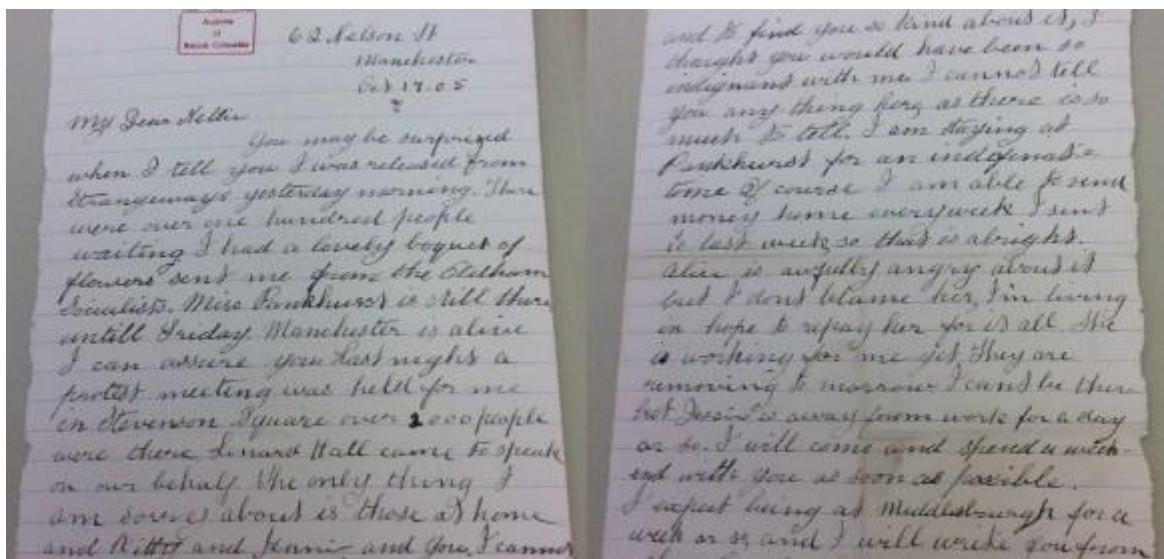 Archives
of
British Columbia
62 Nelson St
Manchester
Oct 17.05
My Dear Nellie
You may be surprized
when I tell you I was released from
Strangeways yesterday morning. There
were over one hundred people
waiting I had a lovely boquet of
flowers sent me from the Oldham
Socialists. Miss Pankhurst is still there
untill Friday. Manchester is alive
I can assure you. Last night a
protest meeting was held for me
in Stevenson Square over 2000 people
were there Hall came to speak
on our behalf. The only thing I
am about is those at home
and Kitty and Jennie and you. I cannot
and to find you so kind about it, I
thought you would have been so
indignant with me. I cannot tell
you any thing here, as there is so
much to tell. I am staying at
Pankhurst for an
time Of course I am able to send
money home everyweek I sent
it last week so that is alright.
Alice is awfully angry about it
but I dont blame her, I'm living
in hope to repay her for it all She
is working for me yet. They are
removing to morrow I cant be there
but Jessie is away from work for a day
or so. I will come and spend a week-
end with you as soon as possible.
I expect being at for a
week or so, and I will write you from